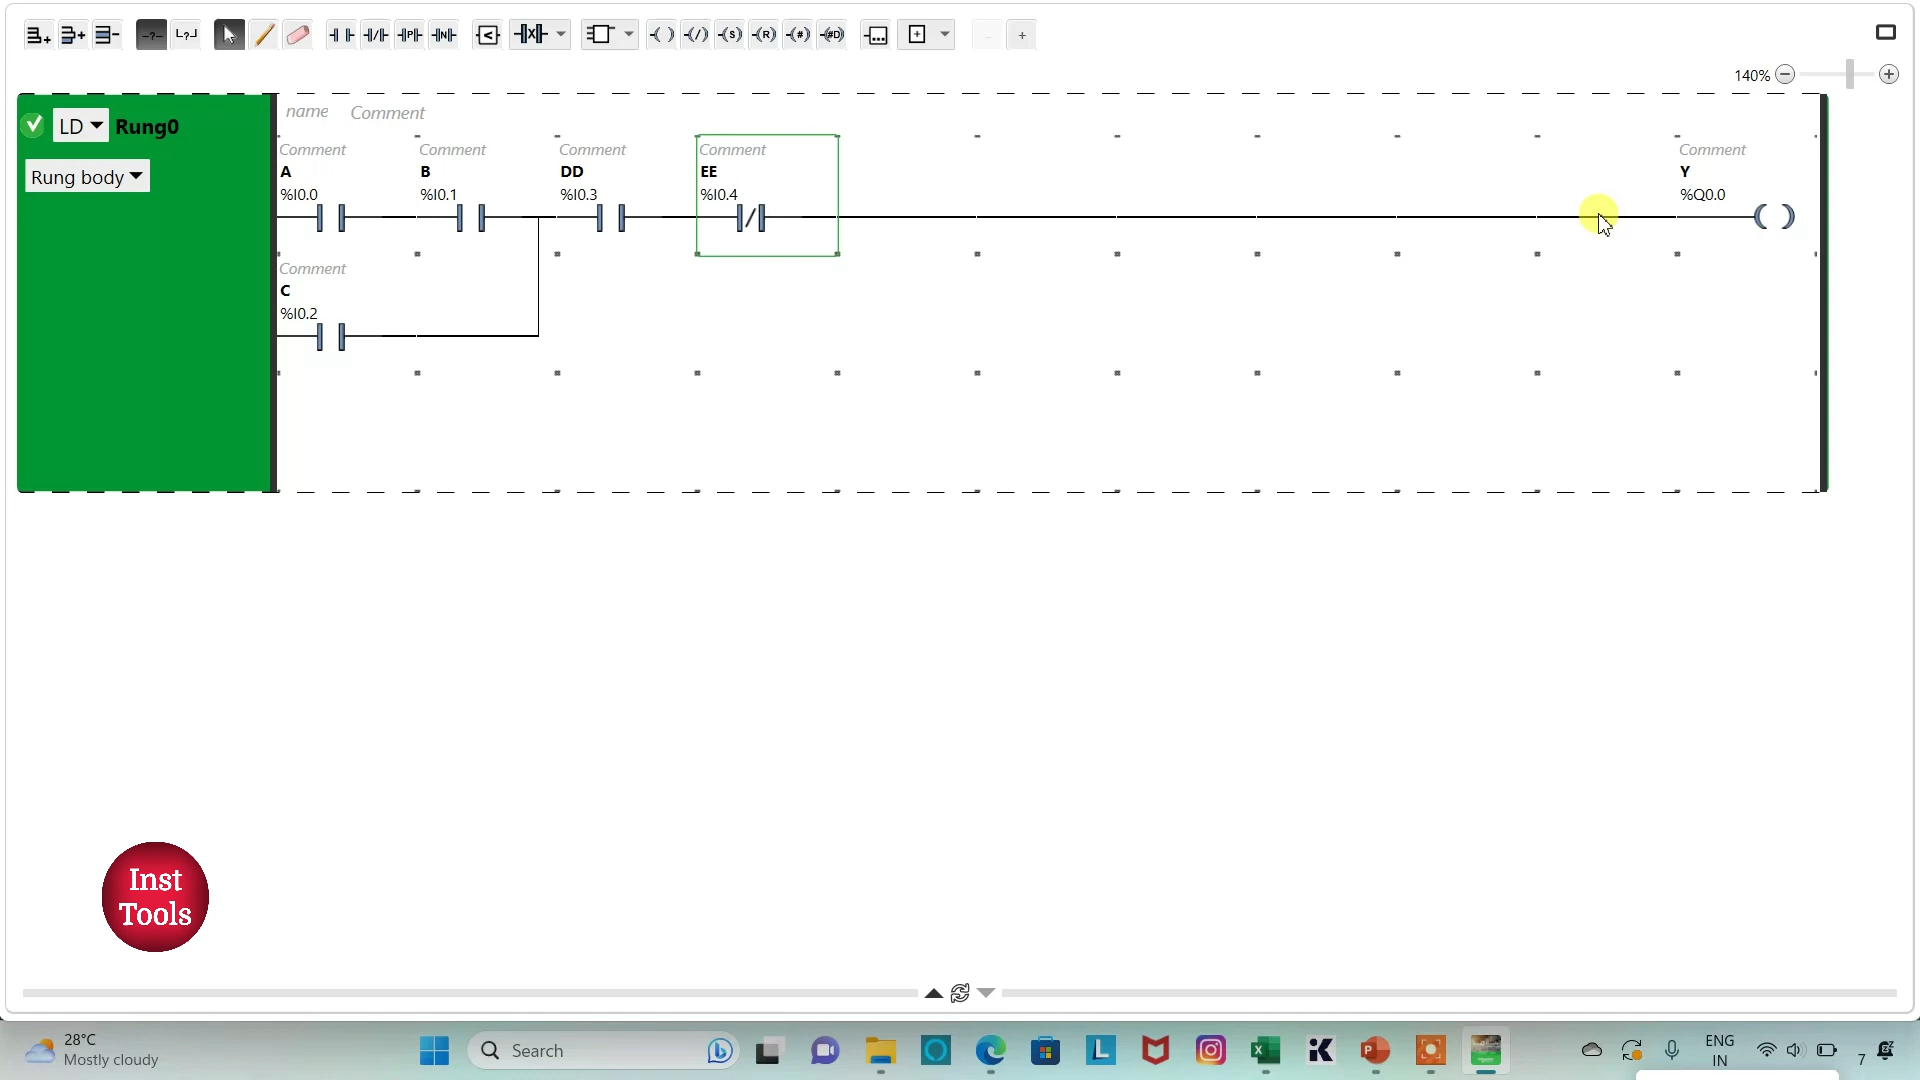 140%
LD Rung0
name Comment
Rung body
Comment Comment Comment Comment Comment
A B DD EE Y
%I0.0 %I0.1 %I0.3 %I0.4 %Q0.0
Comment
C
%I0.2
Inst
Tools
28°C
Mostly cloudy
Search
ENG
IN
7